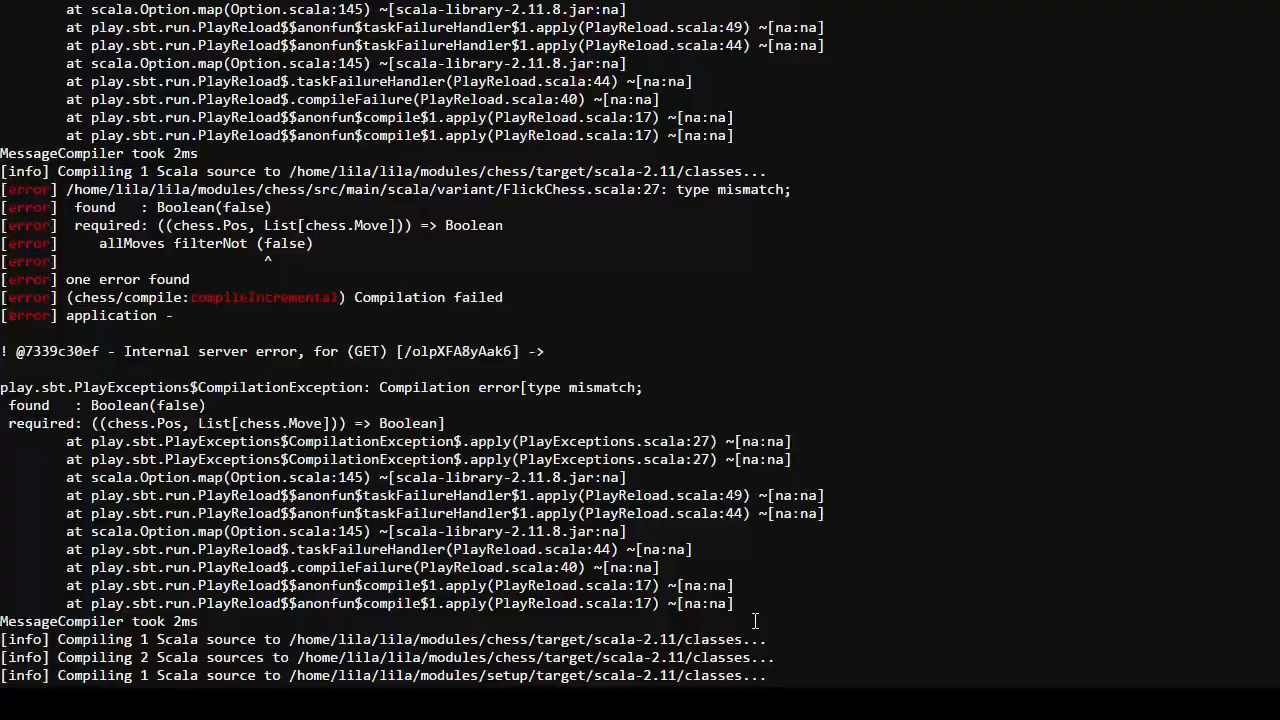 at scala.Option.map(Option.scala:145) ~[scala-library-2.11.8.jar:na]
at play.sbt.run.PlayReload$$anonfun$taskFailureHandler$1.apply(PlayReload.scala:49) ~[na:na]
at play.sbt.run.PlayReload$$anonfun$taskFailureHandler$1.apply(PlayReload.scala:44) ~[na:na]
at scala.Option.map(Option.scala:145) ~[scala-library-2.11.8.jar:na]
at play.sbt.run.PlayReload$.taskFailureHandler(PlayReload.scala:44) ~[na:na]
at play.sbt.run.PlayReload$.compileFailure(PlayReload.scala:40) ~[na:na]
at play.sbt.run.PlayReload$$anonfun$compile$1.apply(PlayReload.scala:17) ~[na:na]
at play.sbt.run.PlayReload$$anonfun$compile$1.apply(PlayReload.scala:17) ~[na:na]
MessageCompiler took 2ms
[info] Compiling 1 Scala source to /home/lila/lila/modules/chess/target/scala-2.11/classes...
[error] /home/lila/lila/modules/chess/src/main/scala/variant/FlickChess.scala:27: type mismatch;
[error]  found   : Boolean(false)
[error]  required: ((chess.Pos, List[chess.Move])) => Boolean
[error]     allMoves filterNot (false)
[error]                         ^
[error] one error found
[error] (chess/compile:compileIncremental) Compilation failed
[error] application -
! @7339c30ef - Internal server error, for (GET) [/olpXFA8yAak6] ->
play.sbt.PlayExceptions$CompilationException: Compilation error[type mismatch;
found   : Boolean(false)
required: ((chess.Pos, List[chess.Move])) => Boolean]
at play.sbt.PlayExceptions$CompilationException$.apply(PlayExceptions.scala:27) ~[na:na]
at play.sbt.PlayExceptions$CompilationException$.apply(PlayExceptions.scala:27) ~[na:na]
at scala.Option.map(Option.scala:145) ~[scala-library-2.11.8.jar:na]
at play.sbt.run.PlayReload$$anonfun$taskFailureHandler$1.apply(PlayReload.scala:49) ~[na:na]
at play.sbt.run.PlayReload$$anonfun$taskFailureHandler$1.apply(PlayReload.scala:44) ~[na:na]
at scala.Option.map(Option.scala:145) ~[scala-library-2.11.8.jar:na]
at play.sbt.run.PlayReload$.taskFailureHandler(PlayReload.scala:44) ~[na:na]
at play.sbt.run.PlayReload$.compileFailure(PlayReload.scala:40) ~[na:na]
at play.sbt.run.PlayReload$$anonfun$compile$1.apply(PlayReload.scala:17) ~[na:na]
at play.sbt.run.PlayReload$$anonfun$compile$1.apply(PlayReload.scala:17) ~[na:na]
MessageCompiler took 2ms
[info] Compiling 1 Scala source to /home/lila/lila/modules/chess/target/scala-2.11/classes...
[info] Compiling 2 Scala sources to /home/lila/lila/modules/chess/target/scala-2.11/classes...
[info] Compiling 1 Scala source to /home/lila/lila/modules/setup/target/scala-2.11/classes...